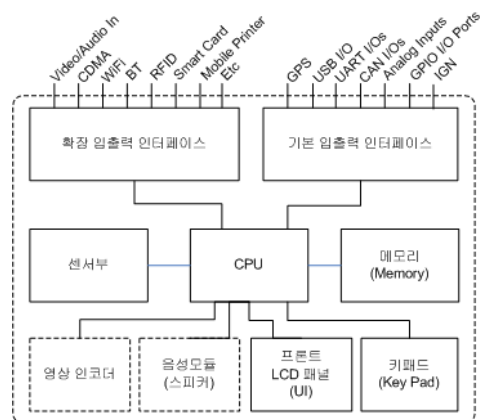 Video/Audio In
CDMA
WiFi
BT
RFID
Smart Card
Mobile Printer
Etc
GPS
USB I/O
UART I/Os
CAN I/Os
Analog Inputs
GPIO I/O Ports
IGN
확장 입출력 인터페이스
기본 입출력 인터페이스
센서부
CPU
메모리
(Memory)
영상 인코더
음성모듈
(스피커)
프론트
LCD 패널
(UI)
키패드
(Key Pad)